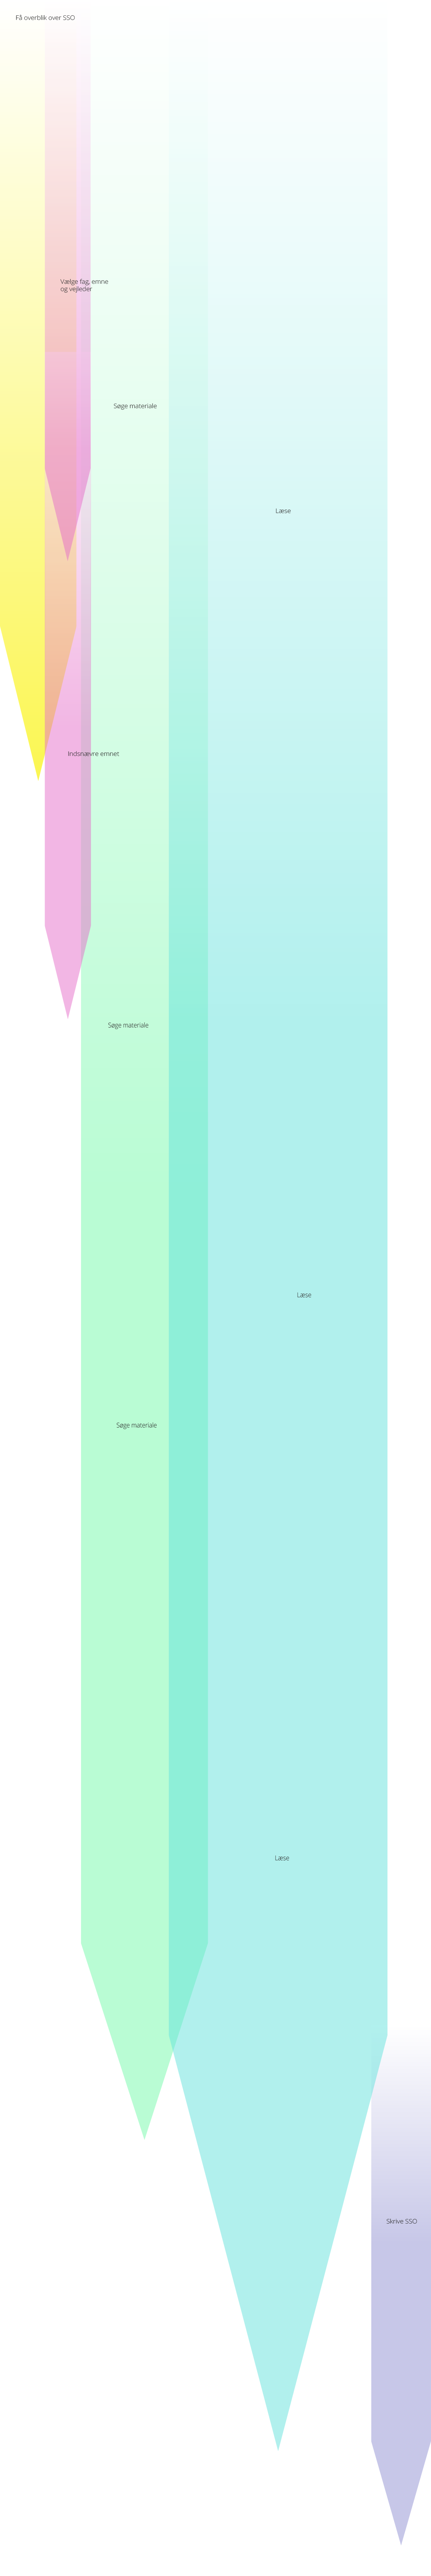 Få overblik over SSO
Vælge fag, emne
og vejleder
Søge materiale
Læse
Indsnævre emnet
Søge materiale
Læse
Søge materiale
Læse
Skrive SSO